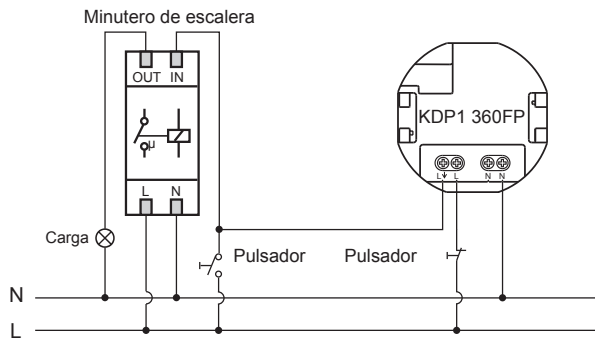 Minutero de escalera
OUT IN
µ
L N
KDP1 360FP
L↓ L N N
Carga
Pulsador Pulsador
N
L